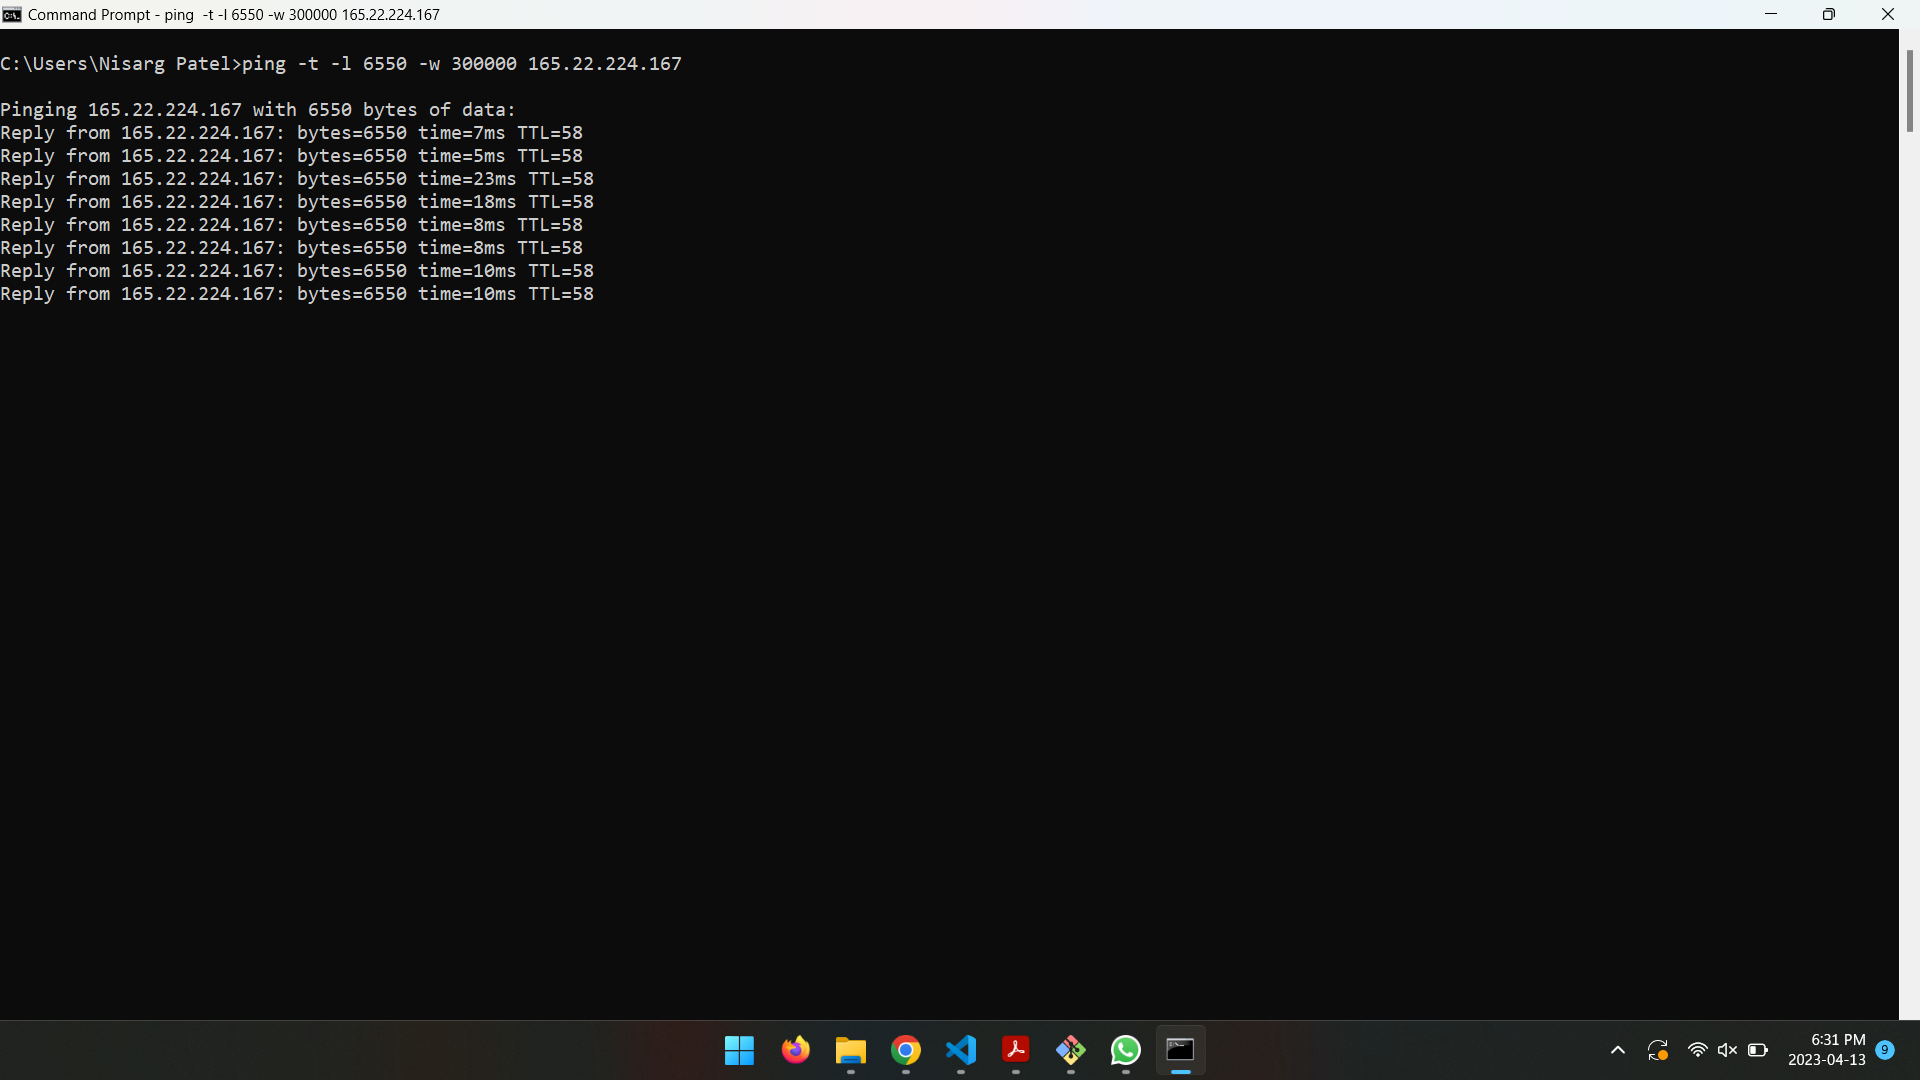 Command Prompt - ping  -t -l 6550 -w 300000 165.22.224.167
C:\Users\Nisarg Patel>ping -t -l 6550 -w 300000 165.22.224.167
Pinging 165.22.224.167 with 6550 bytes of data:
Reply from 165.22.224.167: bytes=6550 time=7ms TTL=58
Reply from 165.22.224.167: bytes=6550 time=5ms TTL=58
Reply from 165.22.224.167: bytes=6550 time=23ms TTL=58
Reply from 165.22.224.167: bytes=6550 time=18ms TTL=58
Reply from 165.22.224.167: bytes=6550 time=8ms TTL=58
Reply from 165.22.224.167: bytes=6550 time=8ms TTL=58
Reply from 165.22.224.167: bytes=6550 time=10ms TTL=58
Reply from 165.22.224.167: bytes=6550 time=10ms TTL=58
6:31 PM
2023-04-13
9